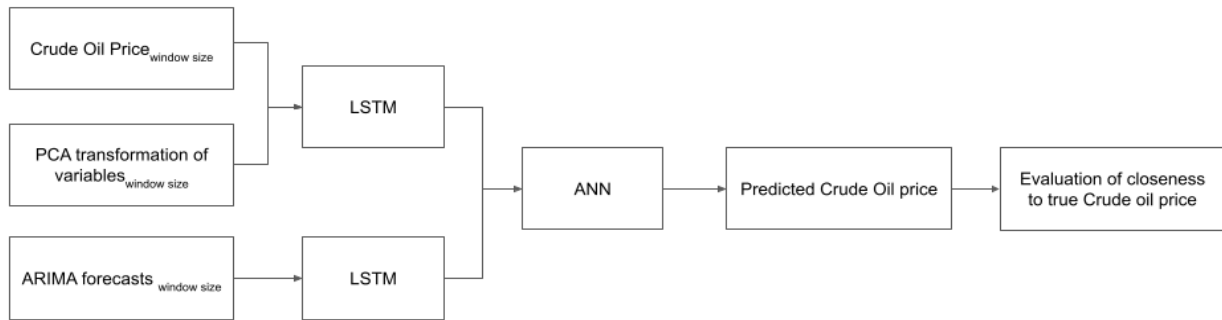 Crude Oil Price window size
PCA transformation of
variables window size
ARIMA forecasts window size
LSTM
LSTM
ANN
Predicted Crude Oil price
Evaluation of closeness
to true Crude oil price